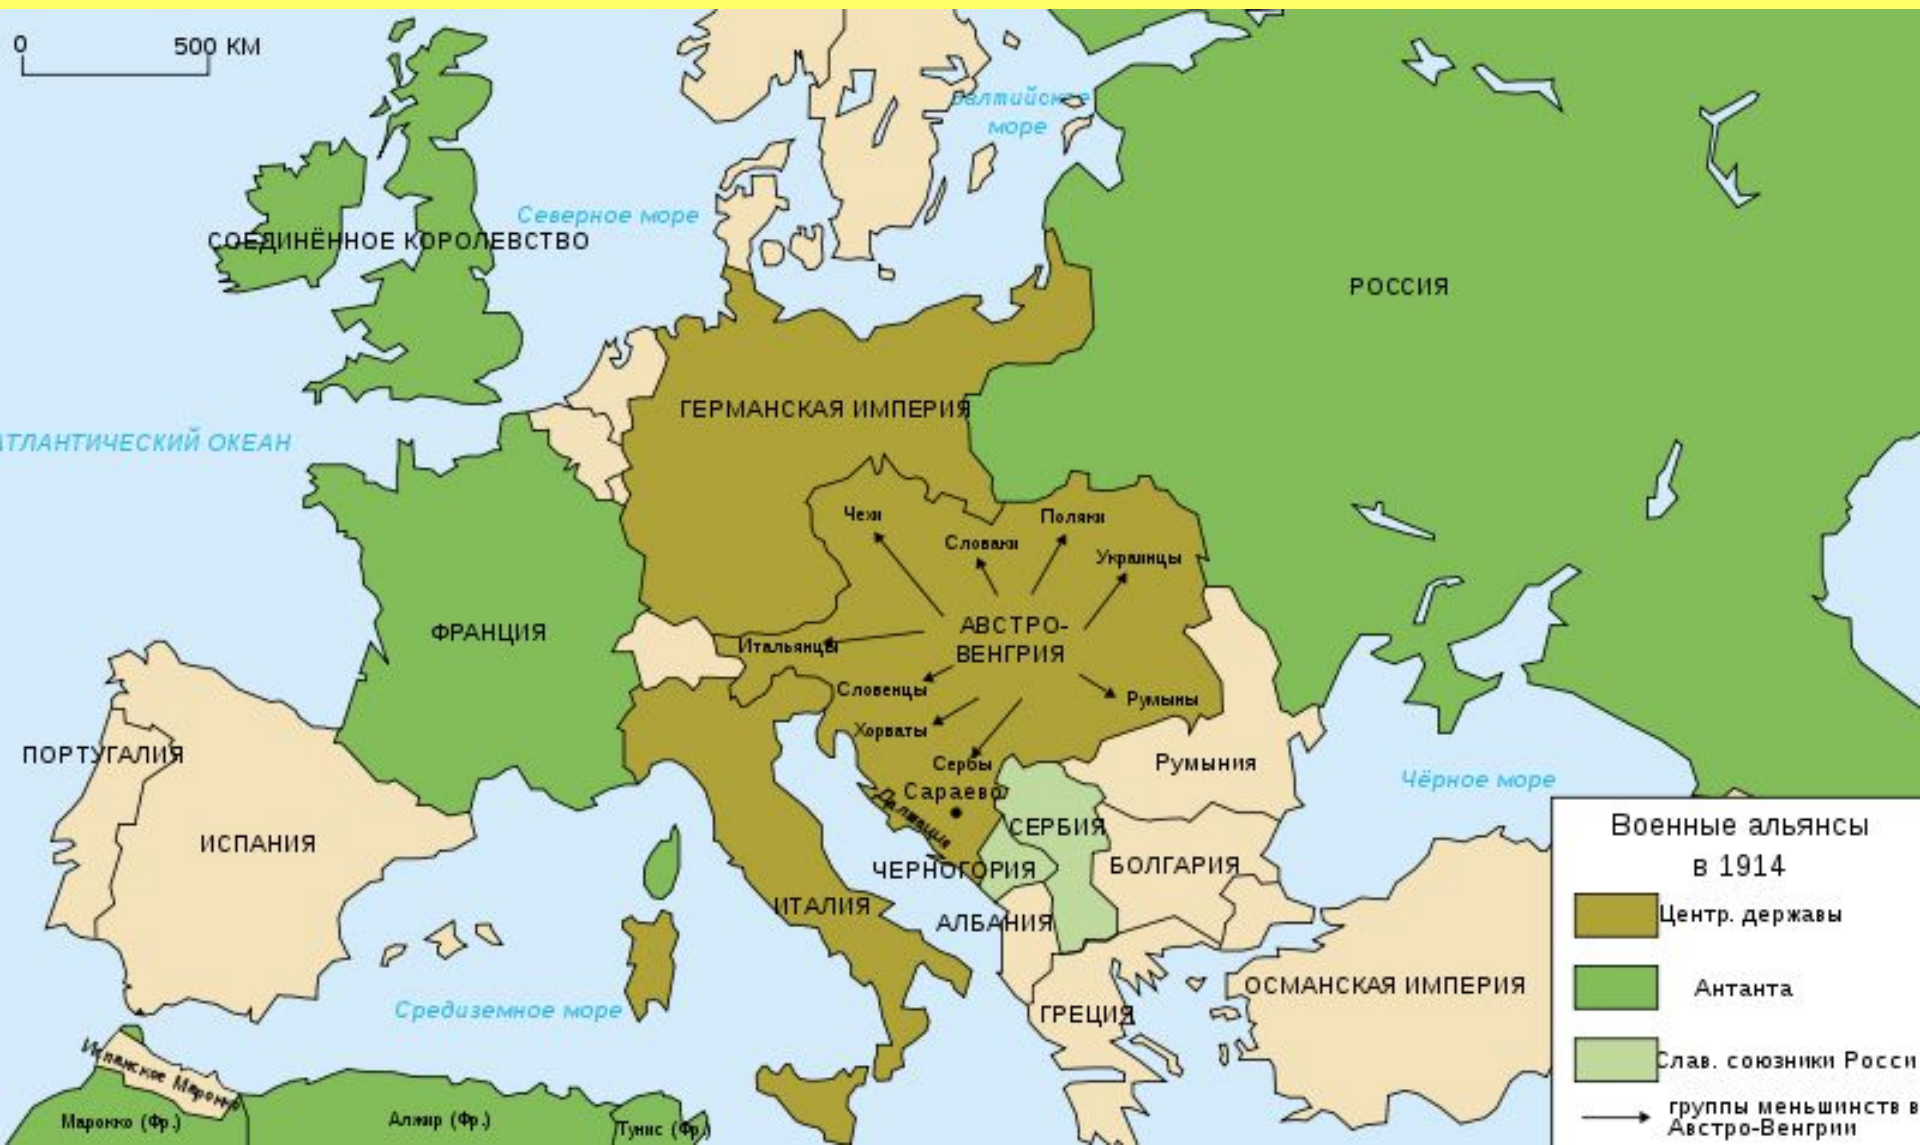 0
500 КМ
Балтийское
море
Северное море
СОЕДИНЁННОЕ КОРОЛЕВСТВО
РОССИЯ
ГЕРМАНСКАЯ ИМПЕРИЯ
АТЛАНТИЧЕСКИЙ ОКЕАН
Чехи
Поляки
Словаки
Украинцы
ФРАНЦИЯ
АВСТРО-
ВЕНГРИЯ
Итальянцы
Словенцы
Румыны
Хорваты
ПОРТУГАЛИЯ
Сербы
Румыния
Чёрное море
Сараево
Далмация
СЕРБИЯ
ИСПАНИЯ
ЧЕРНОГОРИЯ
БОЛГАРИЯ
ИТАЛИЯ
АЛБАНИЯ
ОСМАНСКАЯ ИМПЕРИЯ
Средиземное море
ГРЕЦИЯ
Испанское Марокко
Марокко (Фр.)
Алжир (Фр.)
Тунис (Фр.)
Военные альянсы
в 1914
Центр. державы
Антанта
Слав. союзники Росси
группы меньшинств в
Австро-Венгрии